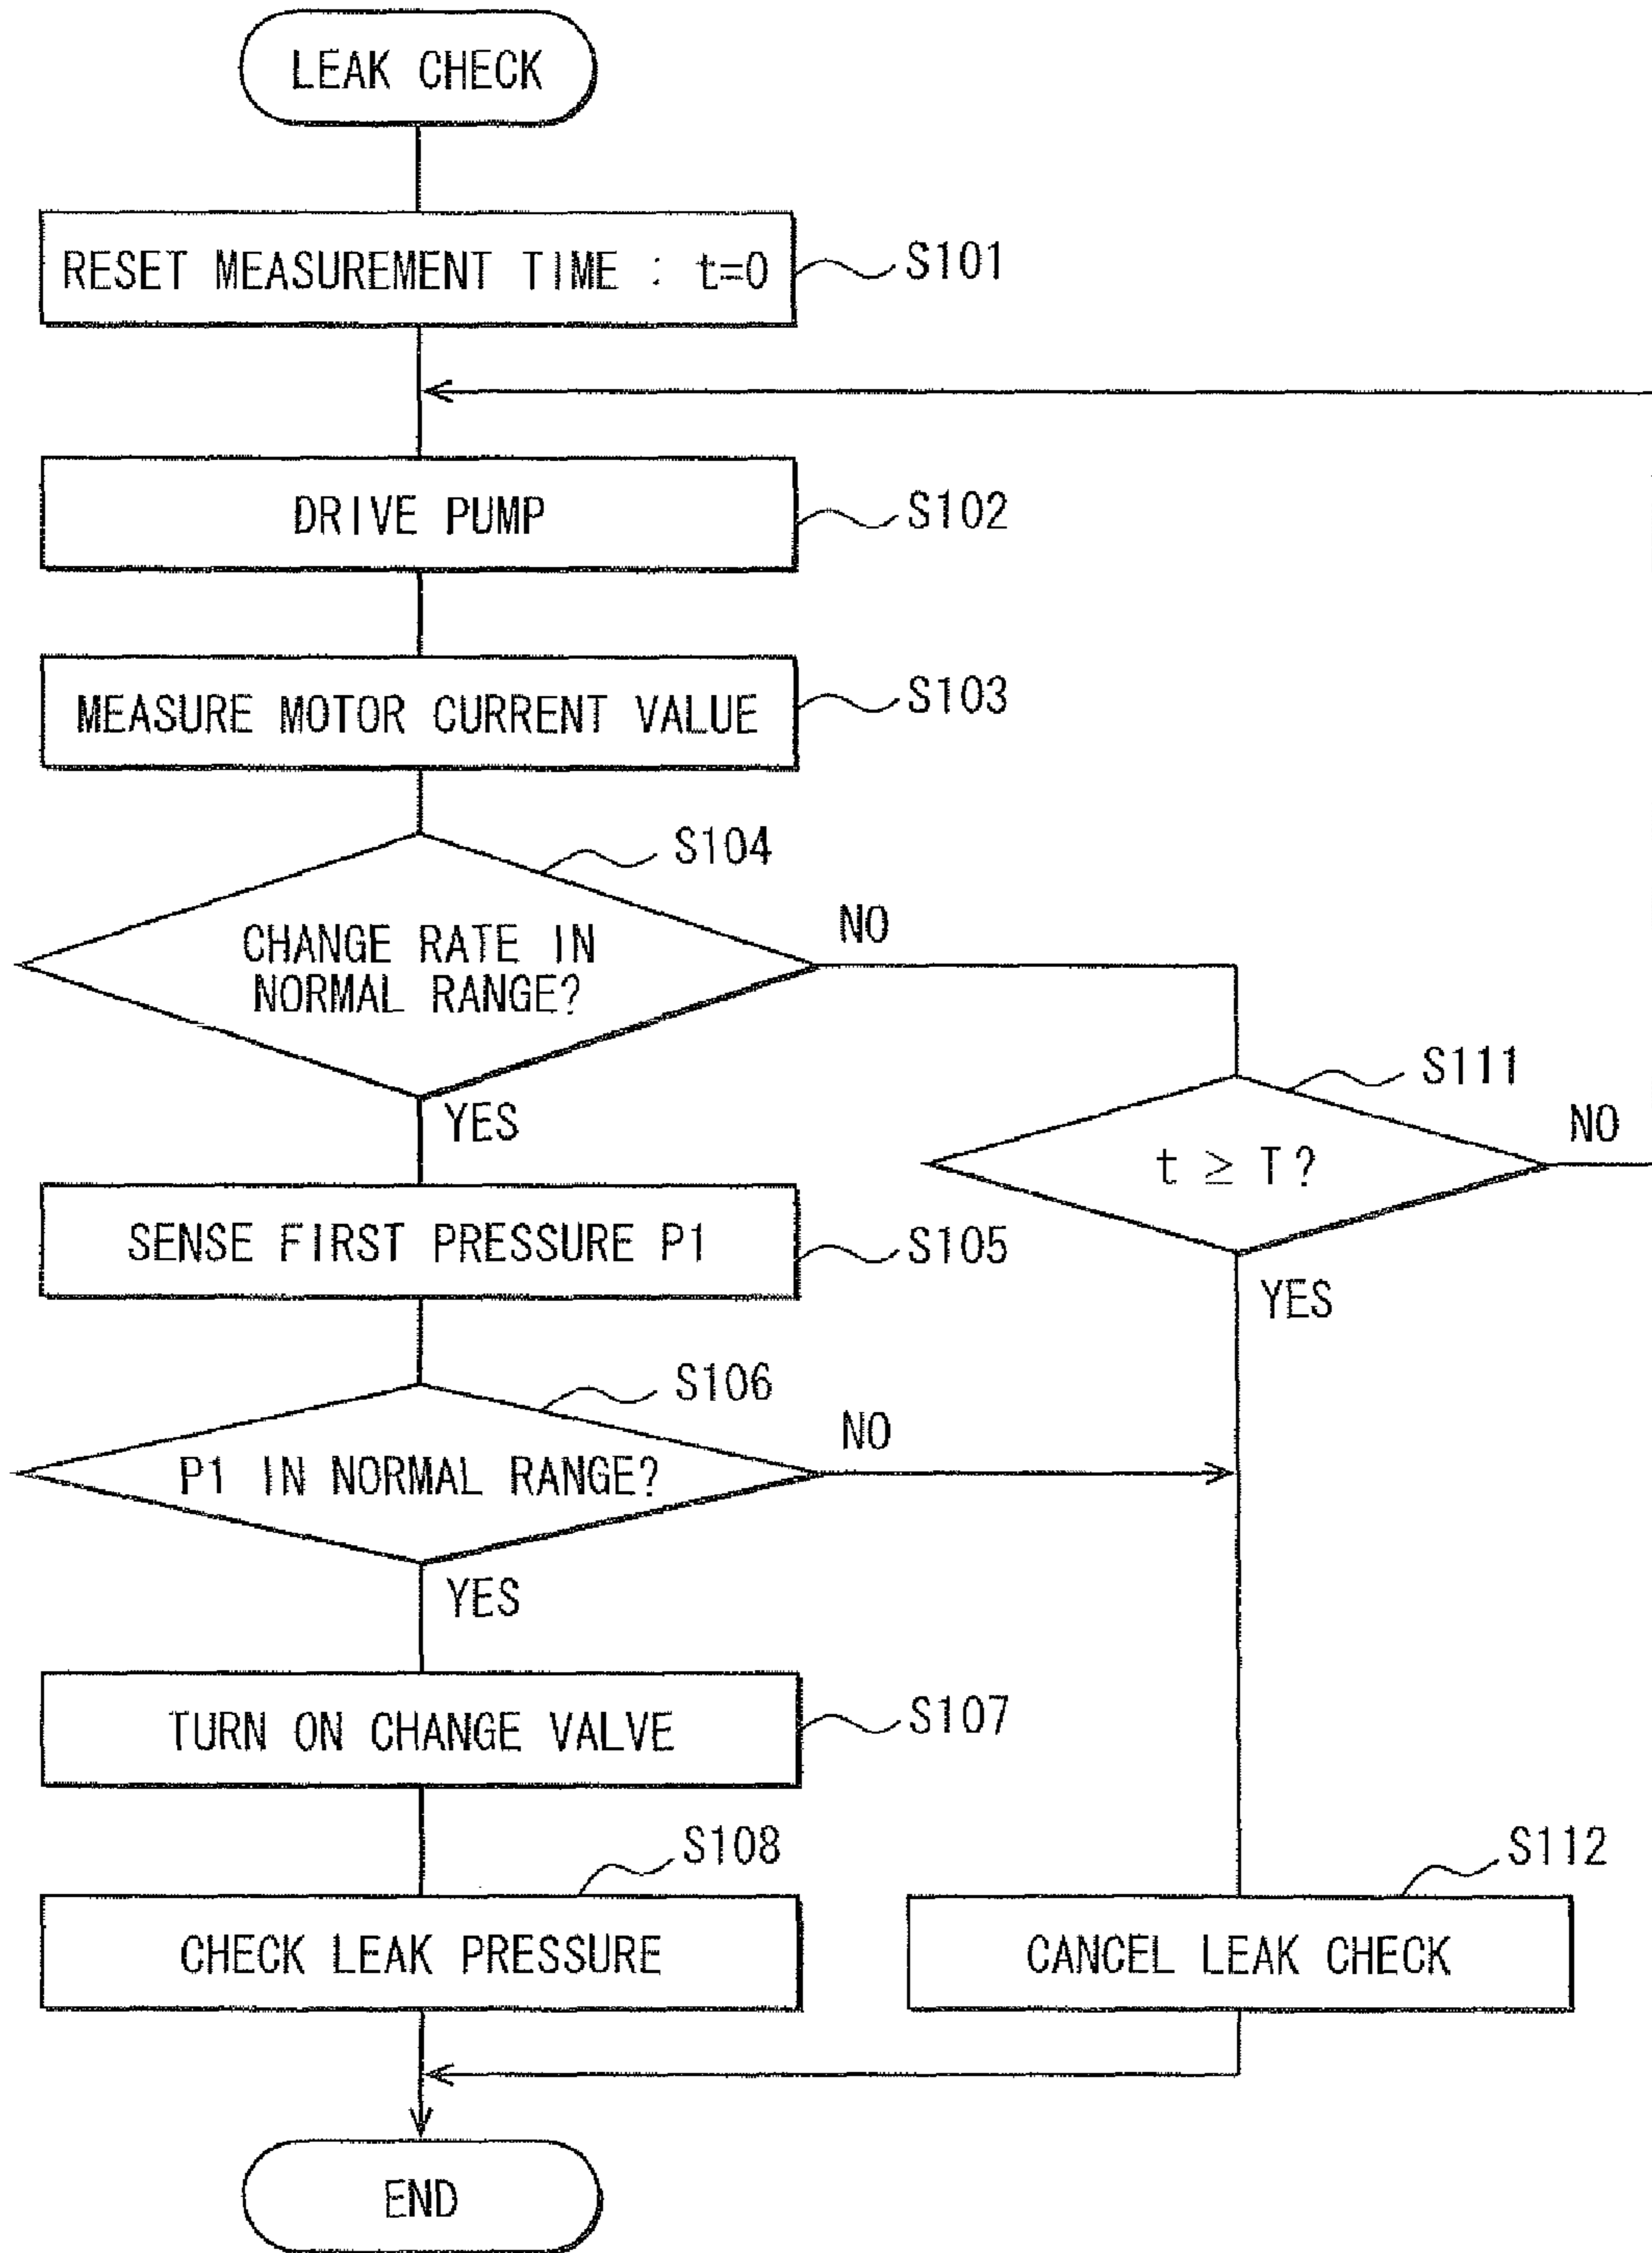 LEAK CHECK
RESET MEASUREMENT TIME : t=0
S101
DRIVE PUMP
S102
MEASURE MOTOR CURRENT VALUE
S103
S104
CHANGE RATE IN
NORMAL RANGE?
NO
YES
S111
t ≥ T?
NO
YES
SENSE FIRST PRESSURE P1
S105
S106
P1 IN NORMAL RANGE?
NO
YES
TURN ON CHANGE VALVE
S107
S108
CHECK LEAK PRESSURE
S112
CANCEL LEAK CHECK
END